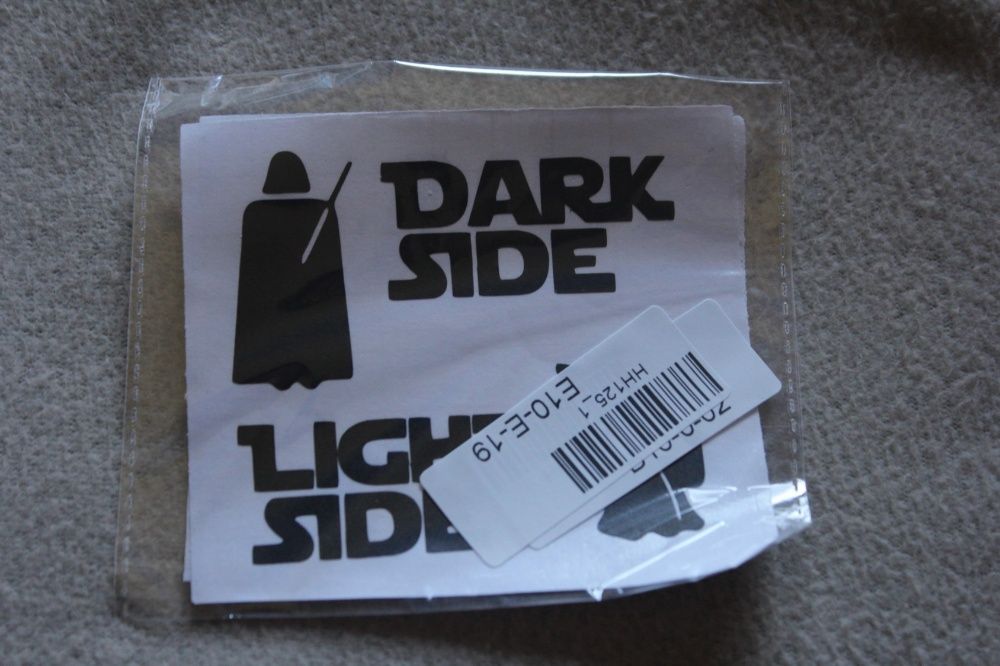 DARK
SIDE
LIGH
SIDE
HH125_1
E10-E-19